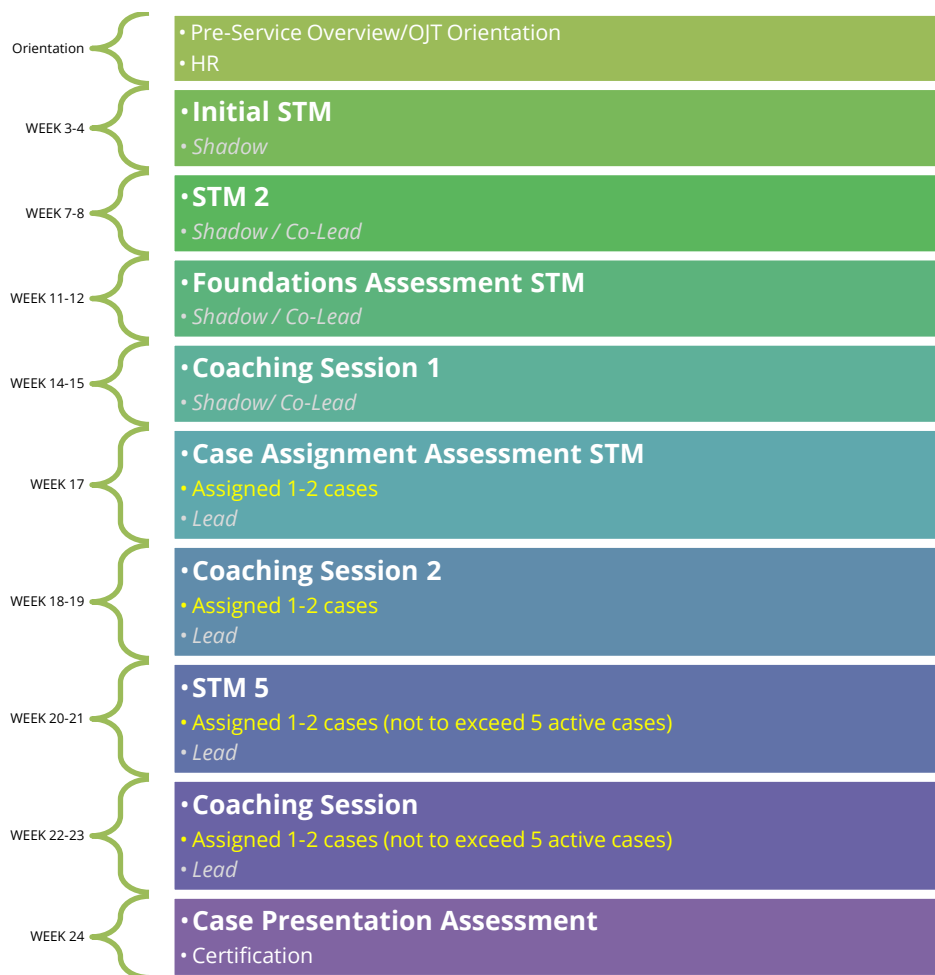 Orientation
• Pre-Service Overview/OJT Orientation
• HR
WEEK 3-4
• Initial STM
• Shadow
WEEK 7-8
• STM 2
• Shadow / Co-Lead
WEEK 11-12
• Foundations Assessment STM
• Shadow / Co-Lead
WEEK 14-15
• Coaching Session 1
• Shadow/ Co-Lead
WEEK 17
• Case Assignment Assessment STM
• Assigned 1-2 cases
• Lead
WEEK 18-19
• Coaching Session 2
• Assigned 1-2 cases
• Lead
WEEK 20-21
• STM 5
• Assigned 1-2 cases (not to exceed 5 active cases)
• Lead
WEEK 22-23
• Coaching Session
• Assigned 1-2 cases (not to exceed 5 active cases)
• Lead
WEEK 24
• Case Presentation Assessment
• Certification